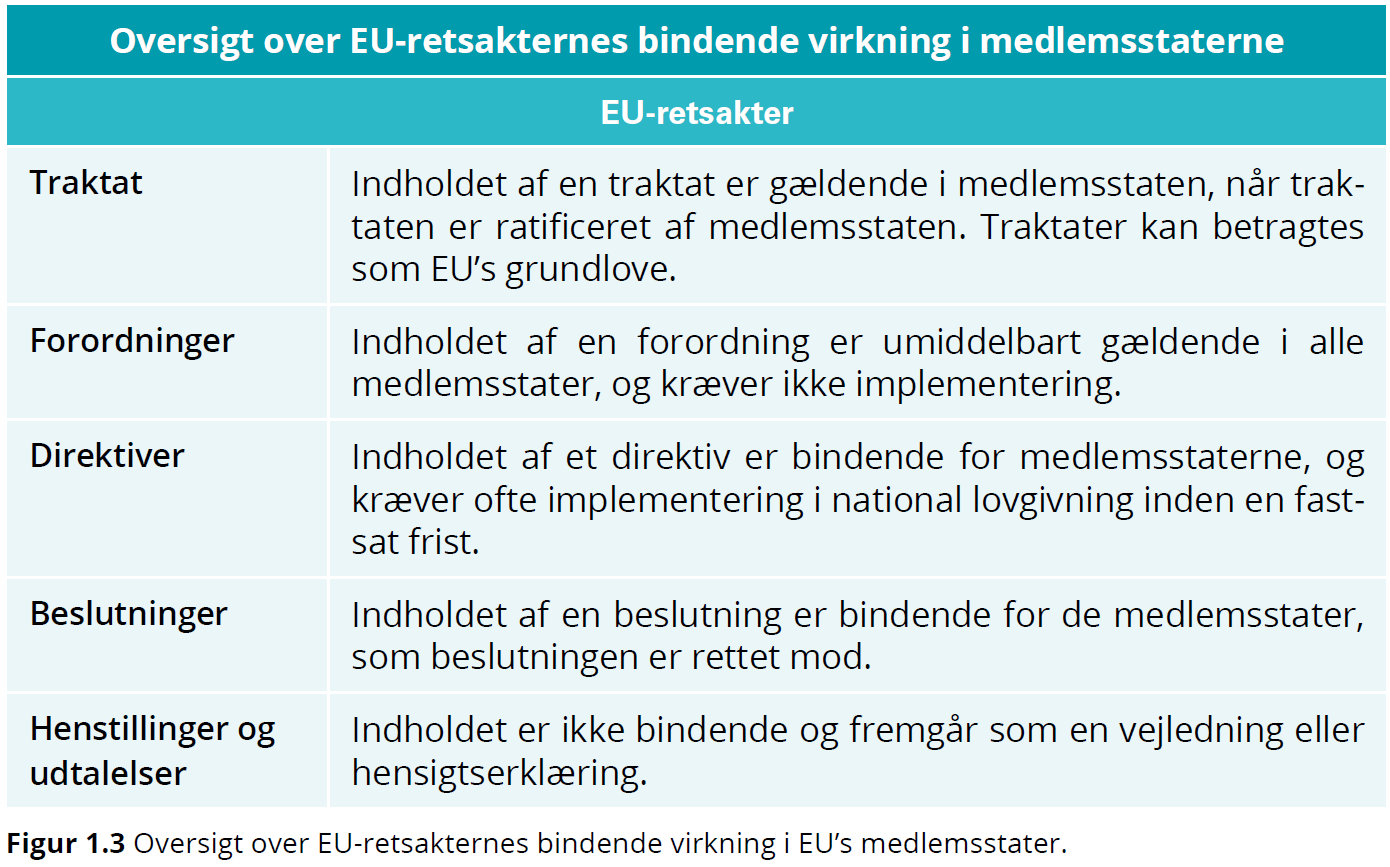 Oversigt over EU-retsakternes bindende virkning i medlemsstaterne
EU-retsakter
Traktat
Indholdet af en traktat er gældende i medlemsstaten, når trak-
taten er ratificeret af medlemsstaten. Traktater kan betragtes
som EU’s grundlove.
Forordninger
Indholdet af en forordning er umiddelbart gældende i alle
medlemsstater, og kræver ikke implementering.
Direktiver
Indholdet af et direktiv er bindende for medlemsstaterne, og
kræver ofte implementering i national lovgivning inden en fast-
sat frist.
Beslutninger
Indholdet af en beslutning er bindende for de medlemsstater,
som beslutningen er rettet mod.
Henstillinger og
udtalelser
Indholdet er ikke bindende og fremgår som en vejledning eller
hensigtserklæring.
Figur 1.3 Oversigt over EU-retsakternes bindende virkning i EU’s medlemsstater.